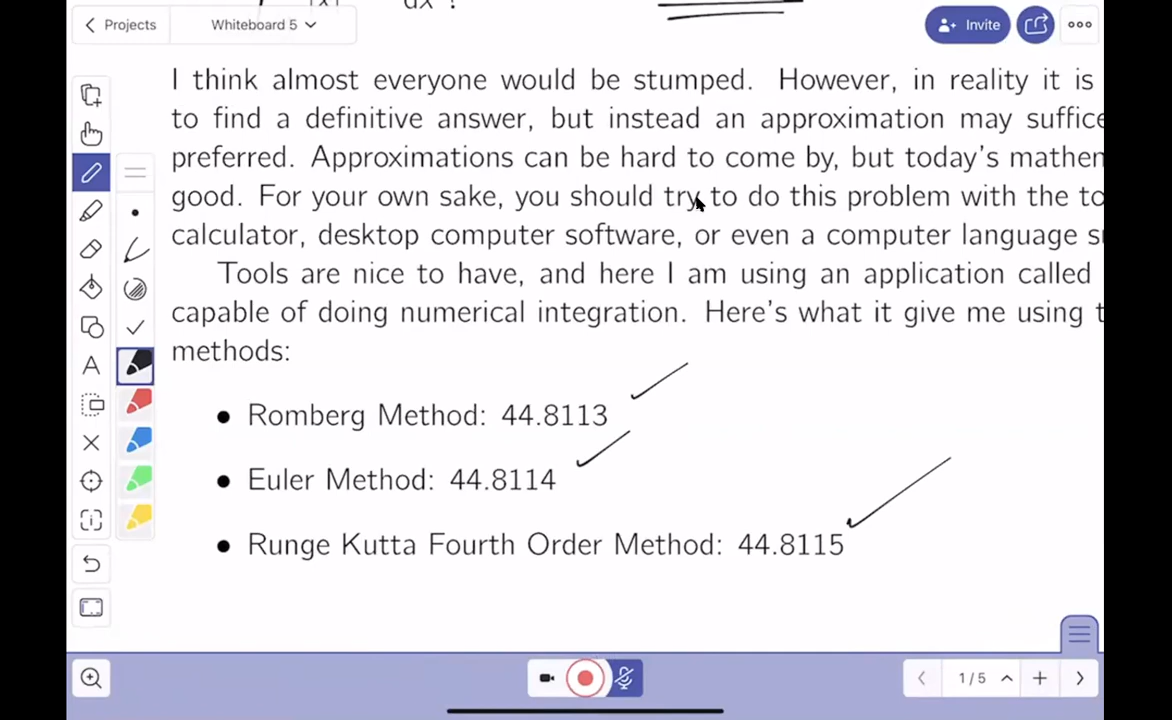 |x|
dx ?
Projects
Whiteboard 5
Invite
I think almost everyone would be stumped. However, in reality it is
to find a definitive answer, but instead an approximation may suffice
preferred. Approximations can be hard to come by, but today's mathem
good. For your own sake, you should try to do this problem with the to
calculator, desktop computer software, or even a computer language s
Tools are nice to have, and here I am using an application called
capable of doing numerical integration. Here's what it give me using t
methods:
• Romberg Method: 44.8113
• Euler Method: 44.8114
• Runge Kutta Fourth Order Method: 44.8115
A
1/5